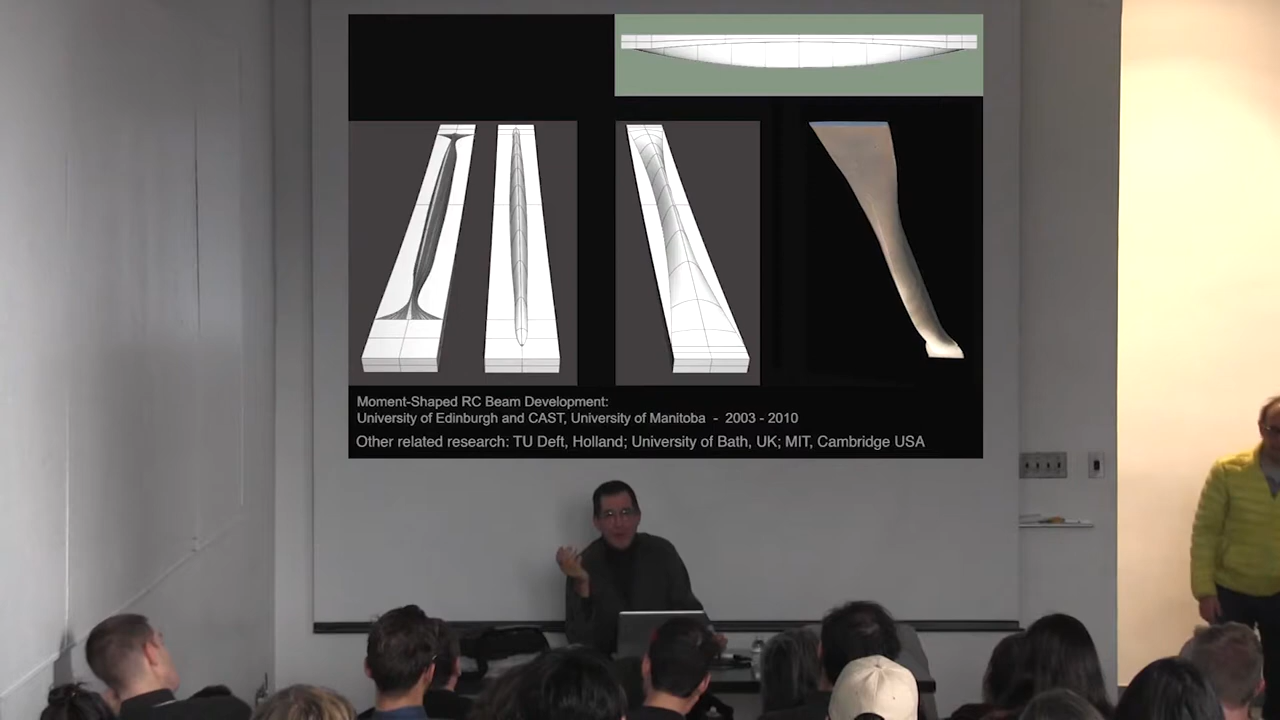 Moment-Shaped RC Beam Development:
University of Edinburgh and CAST, University of Manitoba - 2003 - 2010
Other related research: TU Deft, Holland; University of Bath, UK; MIT, Cambridge USA